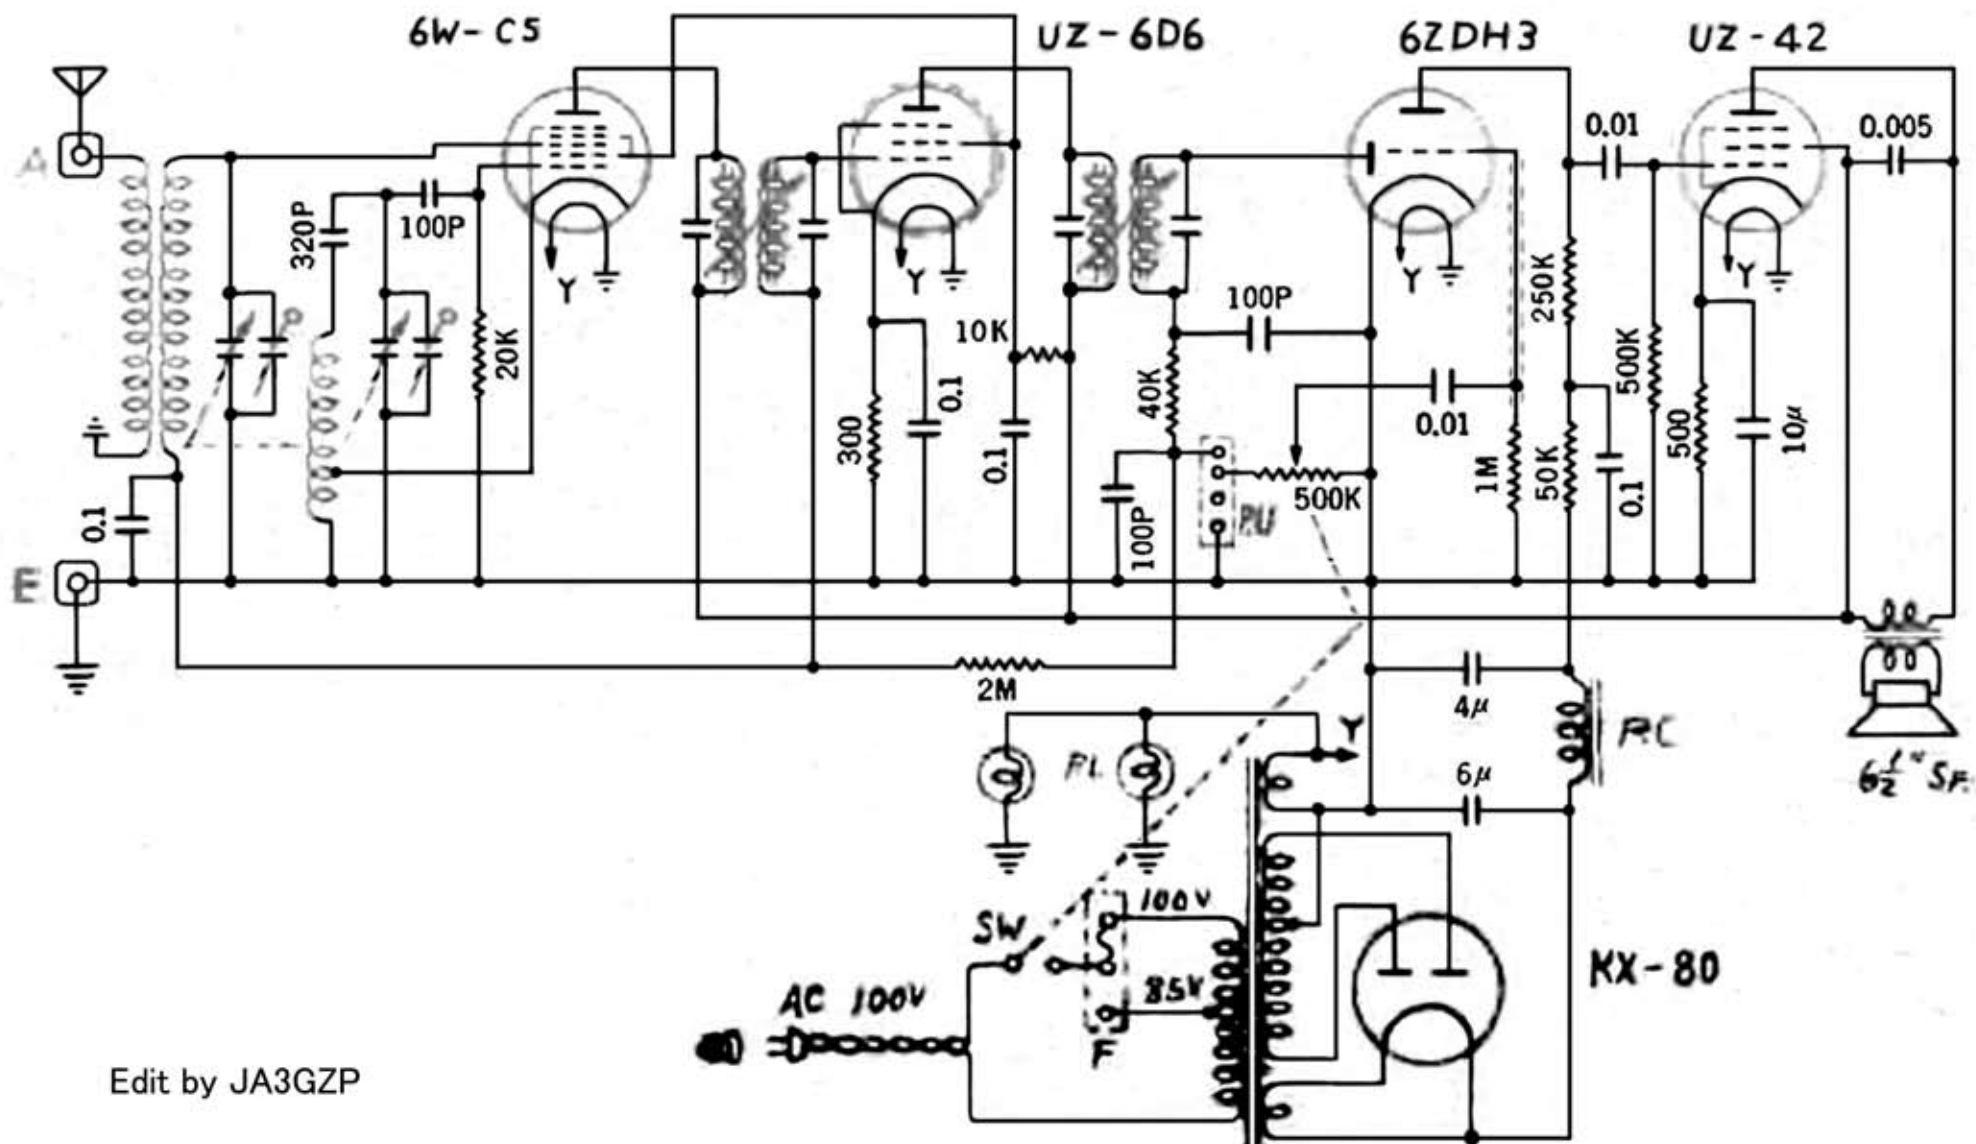 6W-C5
UZ-6D6
6ZDH3
UZ-42
A
320P
100P
Y
20K
0.1
E
Y
300
0.1
10K
0.1
2M
100P
40K
100P
PU
500K
0.01
Y
1M
250K
50K
0.1
0.01
500K
500
Y
10μ
0.005
6½" SP.
4μ
6μ
P.L
Y
SW
100V
85V
F
AC 100V
KX-80
Edit by JA3GZP